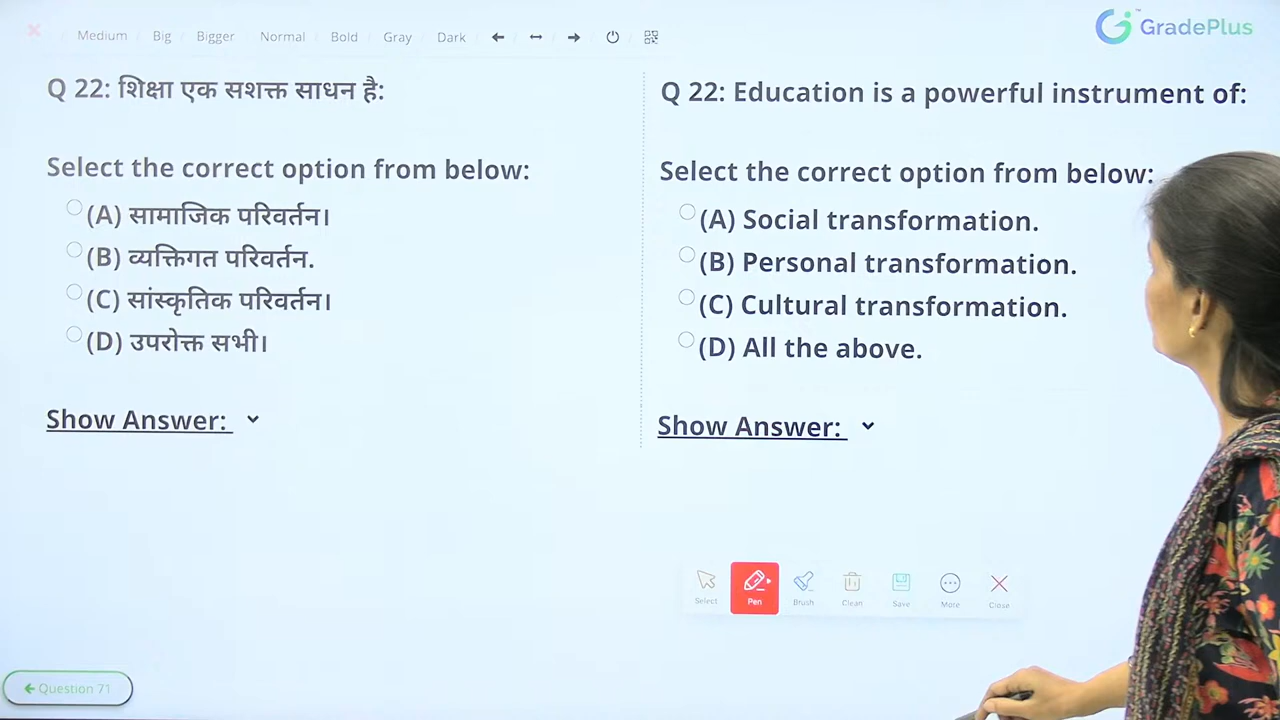 Medium Big Bigger Normal Bold Gray Dark
GradePlus
Q 22: शिक्षा एक सशक्त साधन है:
Select the correct option from below:
(A) सामाजिक परिवर्तन।
(B) व्यक्तिगत परिवर्तन.
(C) सांस्कृतिक परिवर्तन।
(D) उपरोक्त सभी।
Show Answer:
Q 22: Education is a powerful instrument of:
Select the correct option from below:
(A) Social transformation.
(B) Personal transformation.
(C) Cultural transformation.
(D) All the above.
Show Answer:
Select Pen Brush Clean Save More Close
Question 71